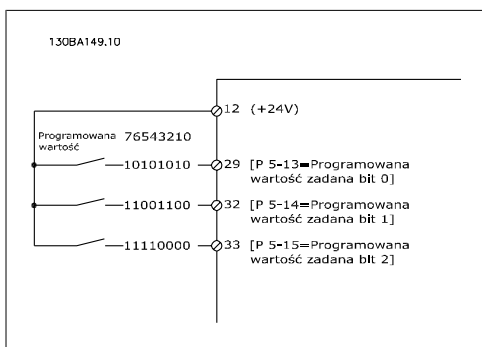 130BA149.10
12 (+24V)
Programowana 76543210
wartość
10101010 29 [P 5-13=Programowana
wartość zadana bit 0]
11001100 32 [P 5-14=Programowana
wartość zadana bit 1]
11110000 33 [P 5-15=Programowana
wartość zadana bit 2]